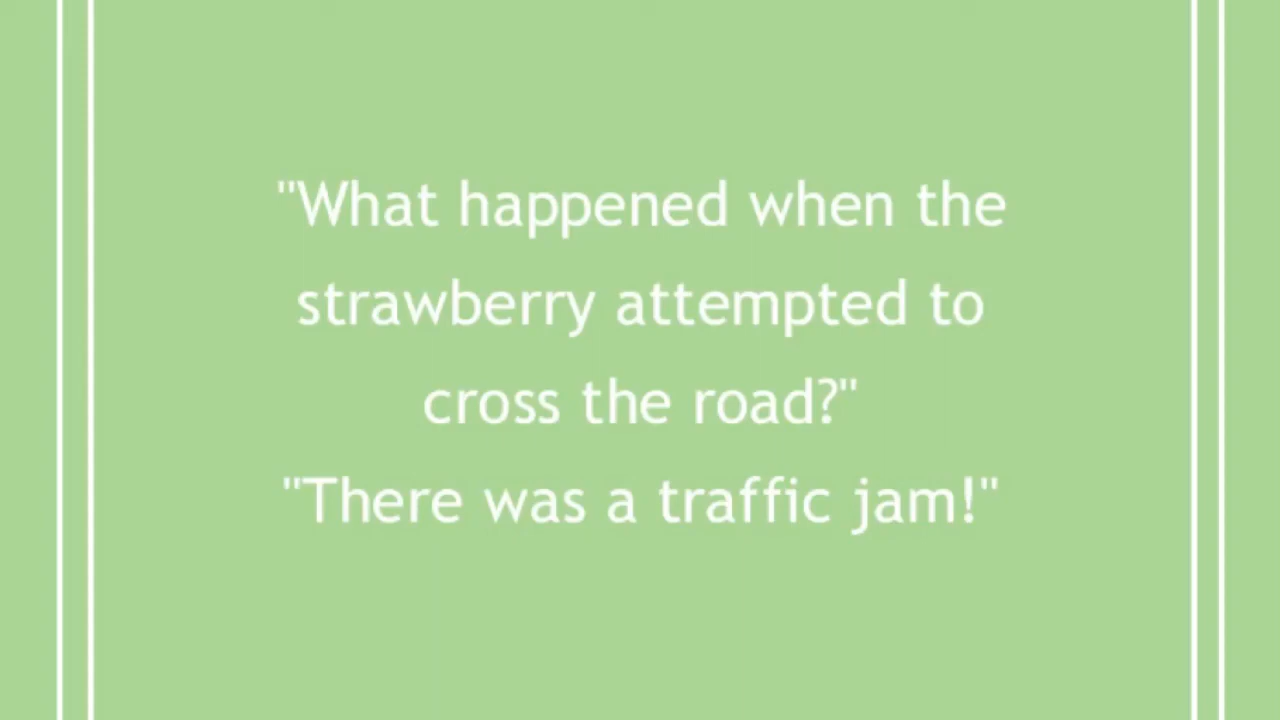 "What happened when the
strawberry attempted to
cross the road?"
"There was a traffic jam!"